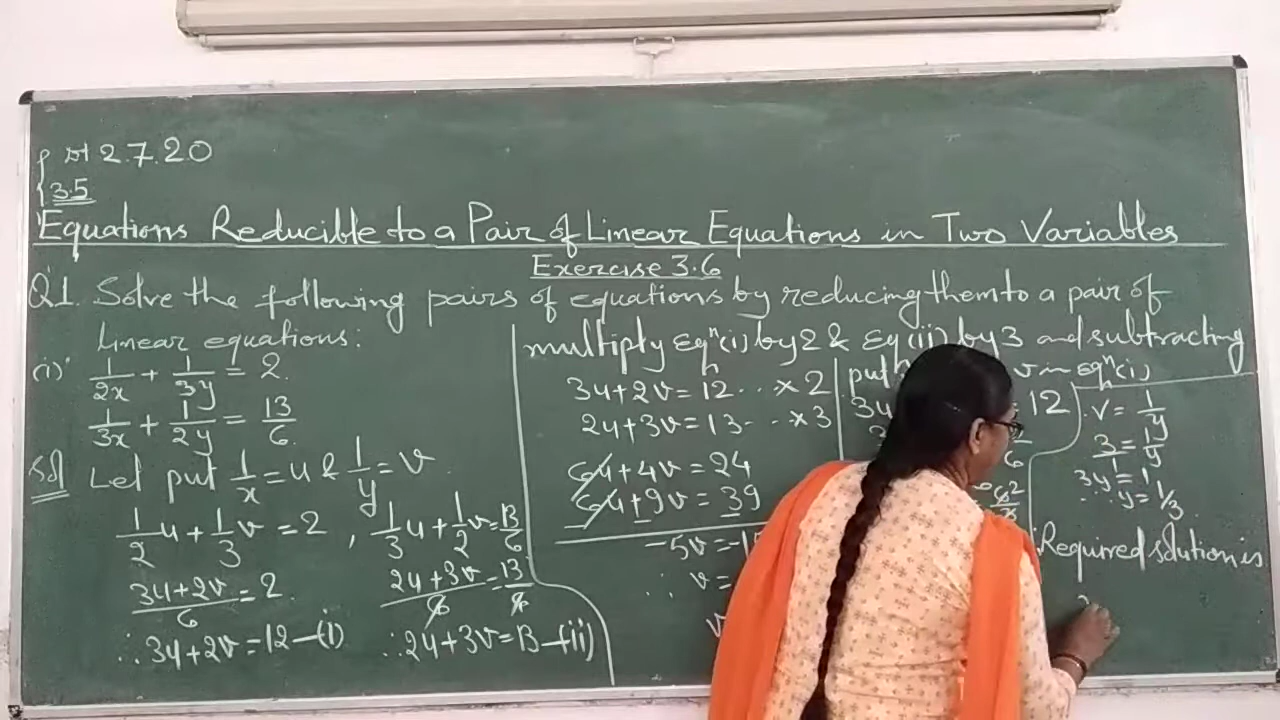 Dt 2.7.20
3.5
Equations Reducible to a Pair of Linear Equations in Two Variables
Exercise 3.6
Q1. Solve the following pairs of equations by reducing them to a pair of
linear equations:
(i) 1/2x + 1/3y = 2.
1/3x + 1/2y = 13/6.
Sol Let put 1/x = u & 1/y = v
1/2 u + 1/3 v = 2 , 1/3 u + 1/2 v = 13/6
3u+2v/6 = 2. 2u+3v/6 = 13/6
∴ 3u+2v = 12 —(i) ∴ 2u+3v = 13 —(ii)
multiply Eqⁿ (i) by 2 & Eq (ii) by 3 and subtracting
3u+2v = 12 ... ×2
2u+3v = 13 ... ×3
6u+4v = 24
6u+9v = 39
-5v = -15
∴ v =
v
put v in Eqⁿ (i)
3u = 12
6
v = 1/y
3 = 1/y
3y = 1
∴ y = 1/3
Required solution is